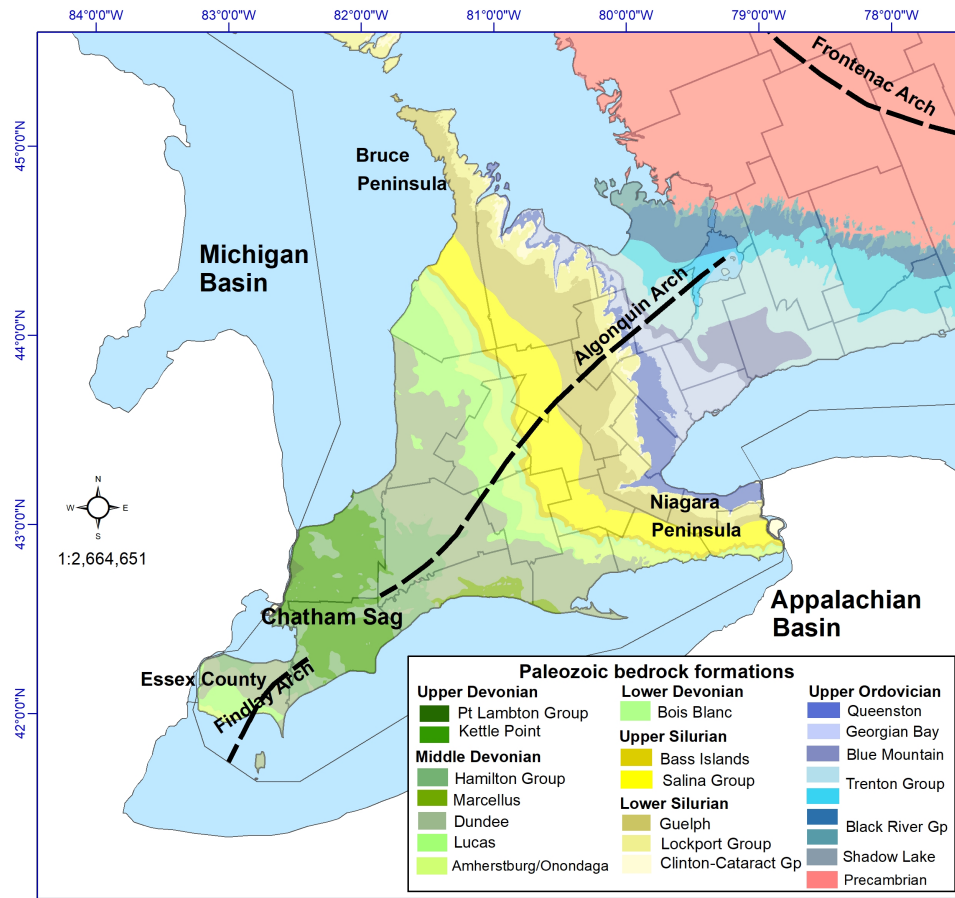 84°0'0"W 83°0'0"W 82°0'0"W 81°0'0"W 80°0'0"W 79°0'0"W 78°0'0"W
45°0'0"N
44°0'0"N
43°0'0"N
42°0'0"N
Frontenac Arch
Bruce
Peninsula
Michigan
Basin
Algonquin Arch
N
W E
S
1:2,664,651
Niagara
Peninsula
Appalachian
Basin
Chatham Sag
Essex County
Findlay Arch
Paleozoic bedrock formations
Upper Devonian
Pt Lambton Group
Kettle Point
Middle Devonian
Hamilton Group
Marcellus
Dundee
Lucas
Amherstburg/Onondaga
Lower Devonian
Bois Blanc
Upper Silurian
Bass Islands
Salina Group
Lower Silurian
Guelph
Lockport Group
Clinton-Cataract Gp
Upper Ordovician
Queenston
Georgian Bay
Blue Mountain
Trenton Group
Black River Gp
Shadow Lake
Precambrian